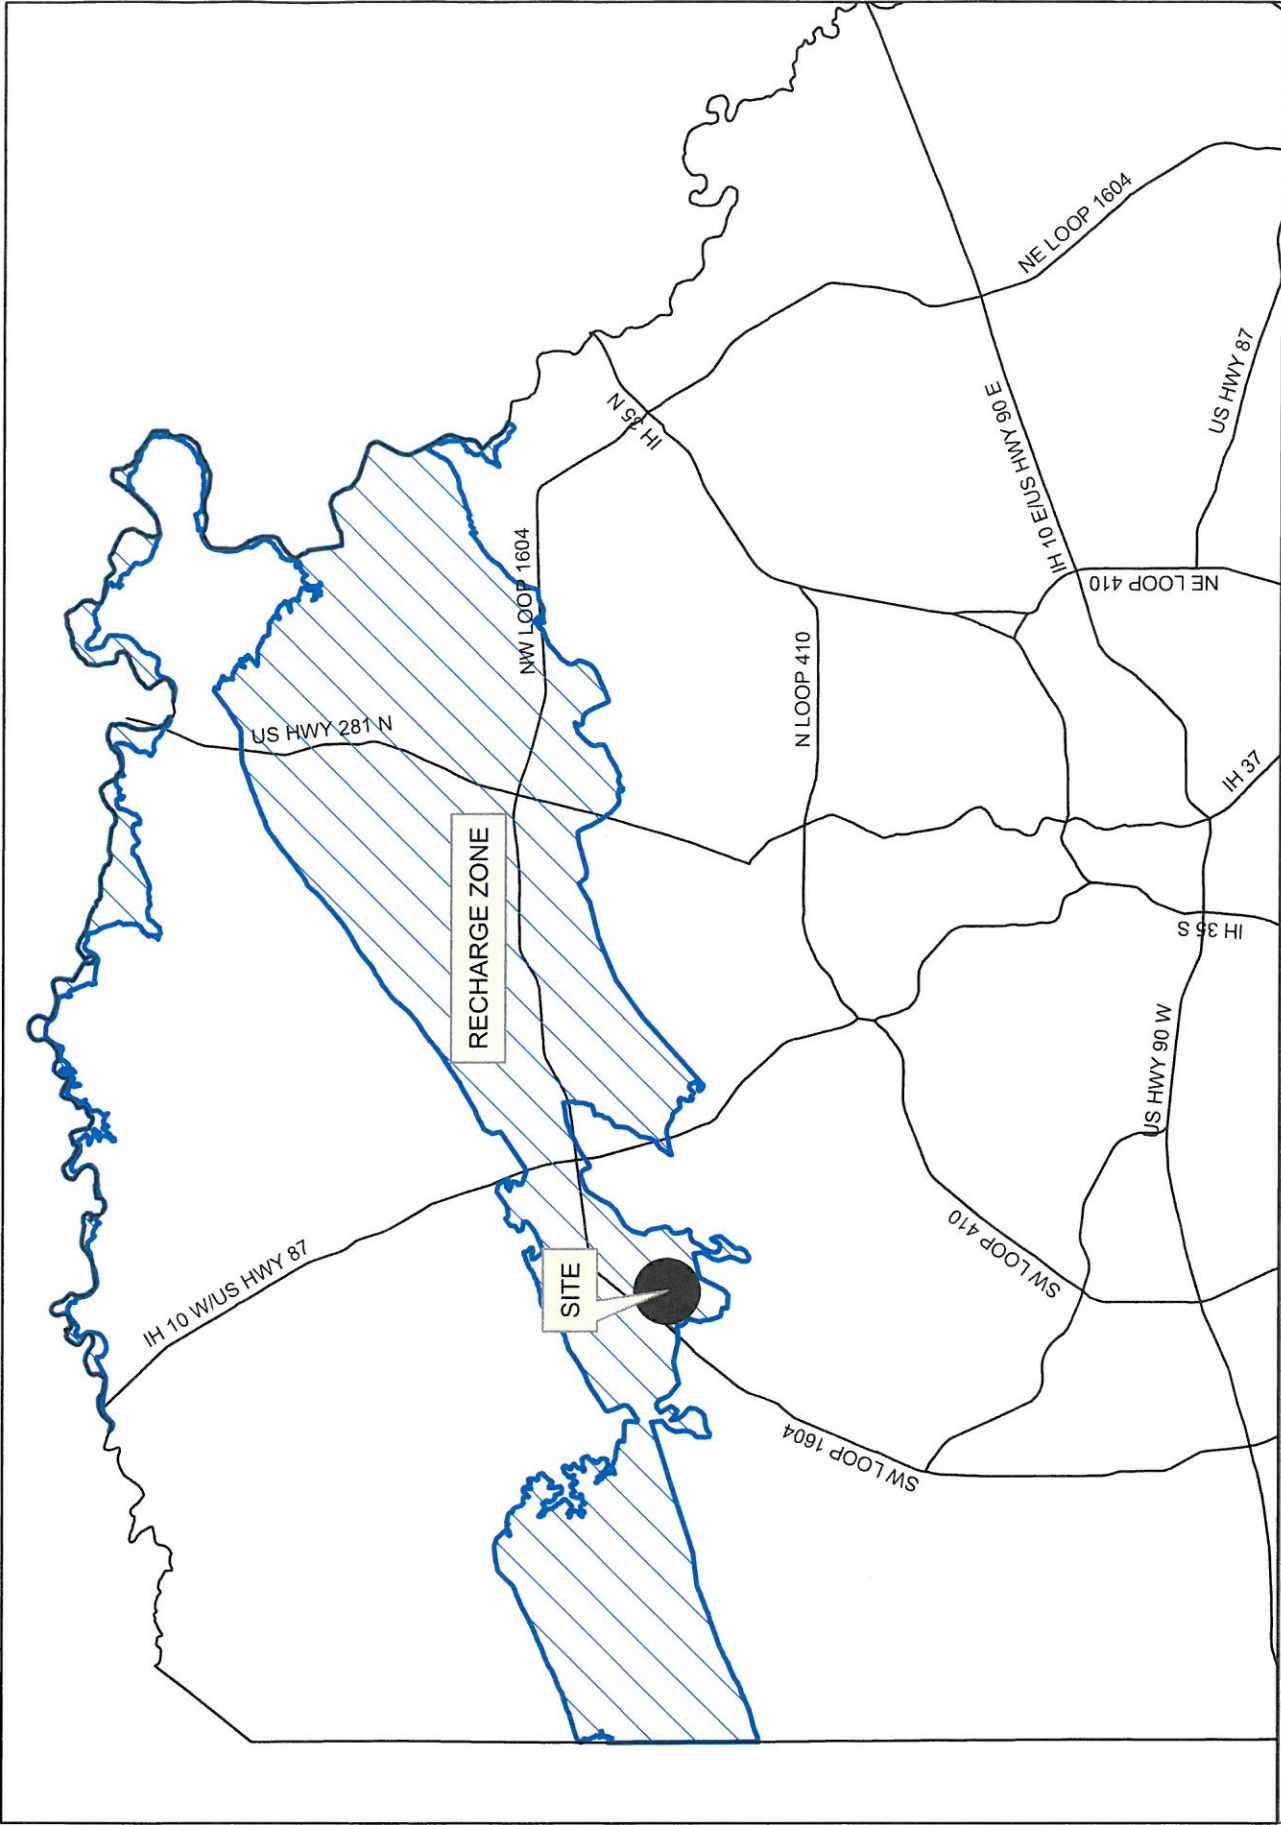 IH 10 W/US HWY 87
US HWY 281 N
RECHARGE ZONE
NW LOOP 1604
SITE
IH 35 N
NE LOOP 1604
SW LOOP 1604
N LOOP 410
SW LOOP 410
IH 10 E/US HWY 90 E
NE LOOP 410
US HWY 90 W
IH 35 S
IH 37
US HWY 87